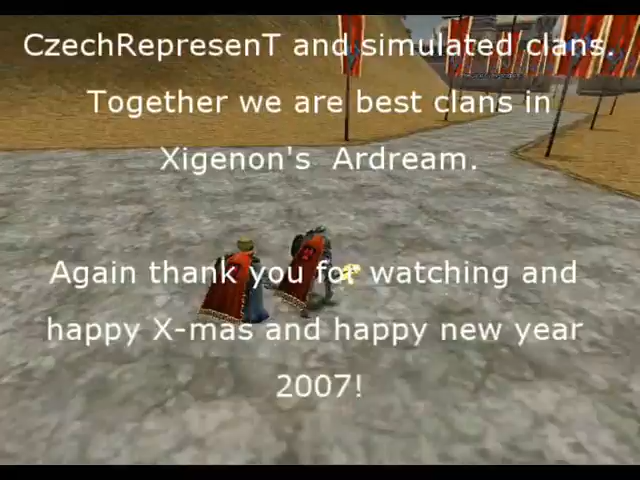 CzechRepresenT and simulated clans.
Together we are best clans in
Xigenon's Ardream.
Again thank you for watching and
happy X-mas and happy new year
2007!